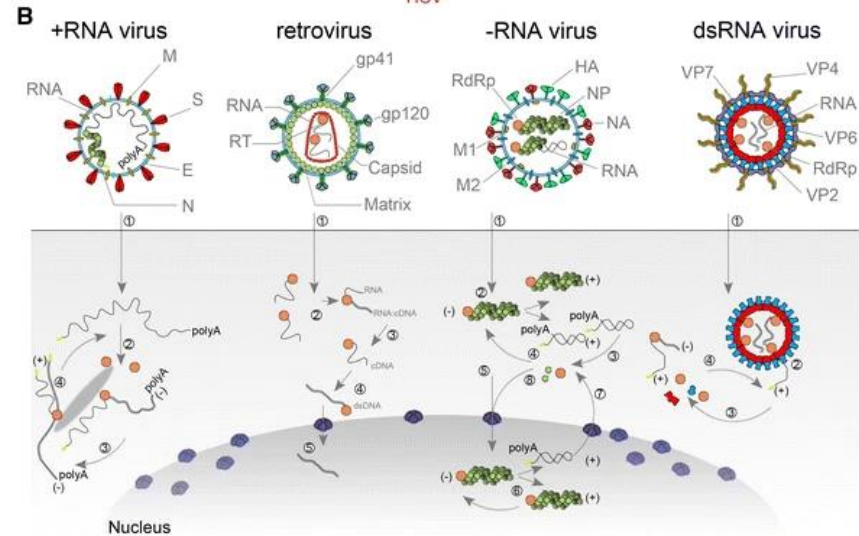 B
+RNA virus
M
RNA
S
polyA
E
N
retrovirus
gp41
RNA
gp120
RT
Capsid
Matrix
-RNA virus
HA
RdRp
NP
NA
M1
RNA
M2
dsRNA virus
VP7
VP4
RNA
VP6
RdRp
VP2
①
①
①
①
polyA
②
(+)
④
polyA
(-)
③
polyA
(-)
RNA
RNA:cDNA
②
③
cDNA
④
dsDNA
⑤
②
(+)
(-)
polyA
polyA
(+)
④
③
⑤
⑧
⑦
polyA
(+)
(-)
⑥
(+)
(-)
④
②
(+)
(+)
③
Nucleus